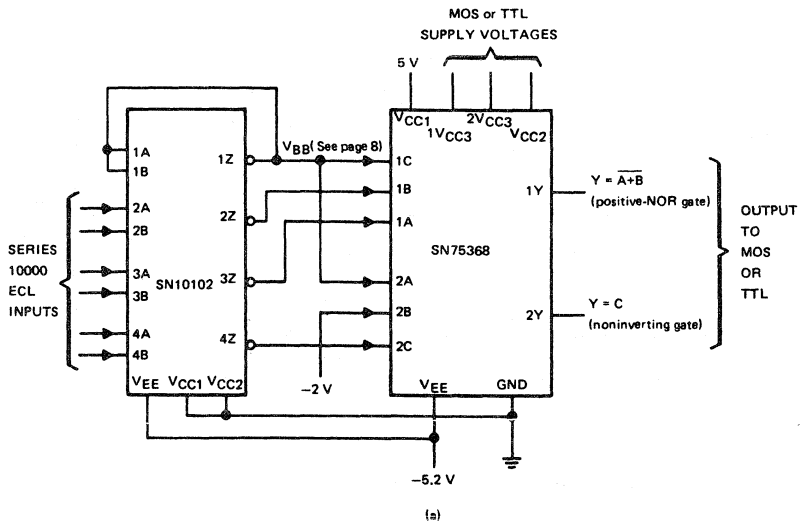 MOS or TTL
SUPPLY VOLTAGES
5 V
VCC1
1VCC3
2VCC3
VCC2
VBB (See page 8)
1A
1B
2A
2B
3A
3B
4A
4B
SERIES
10000
ECL
INPUTS
SN10102
1Z
2Z
3Z
4Z
VEE
VCC1
VCC2
1C
1B
1A
2A
2B
2C
SN75368
1Y
2Y
VEE
GND
Y = A+B
(positive-NOR gate)
Y = C
(noninverting gate)
OUTPUT
TO
MOS
OR
TTL
−2 V
−5.2 V
(a)